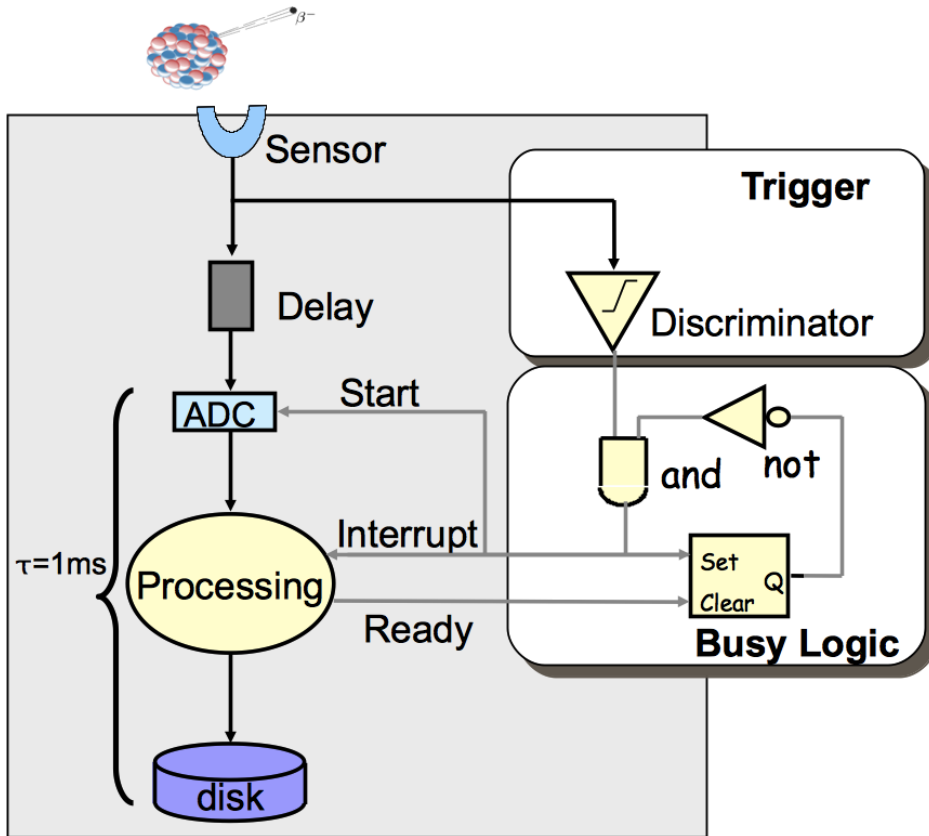 β⁻
Sensor
Trigger
Delay
Discriminator
ADC
Start
and
not
Interrupt
τ=1ms
Processing
Set
Q
Clear
Ready
Busy Logic
disk